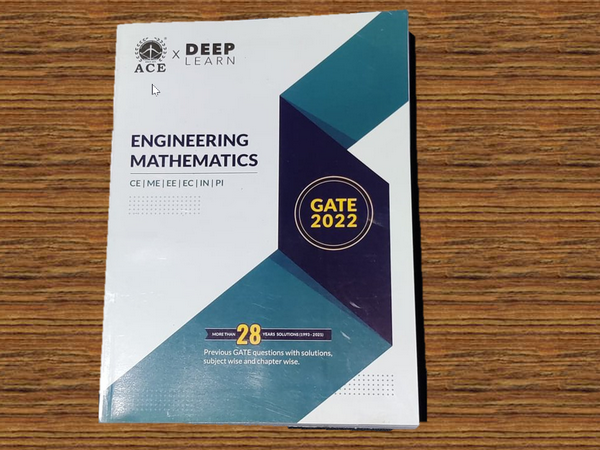 ACE
x
DEEP
LEARN
ENGINEERING
MATHEMATICS
CE | ME | EE | EC | IN | PI
GATE
2022
MORE THAN 28 YEARS SOLUTIONS (1993-2021)
Previous GATE questions with solutions,
subject wise and chapter wise.